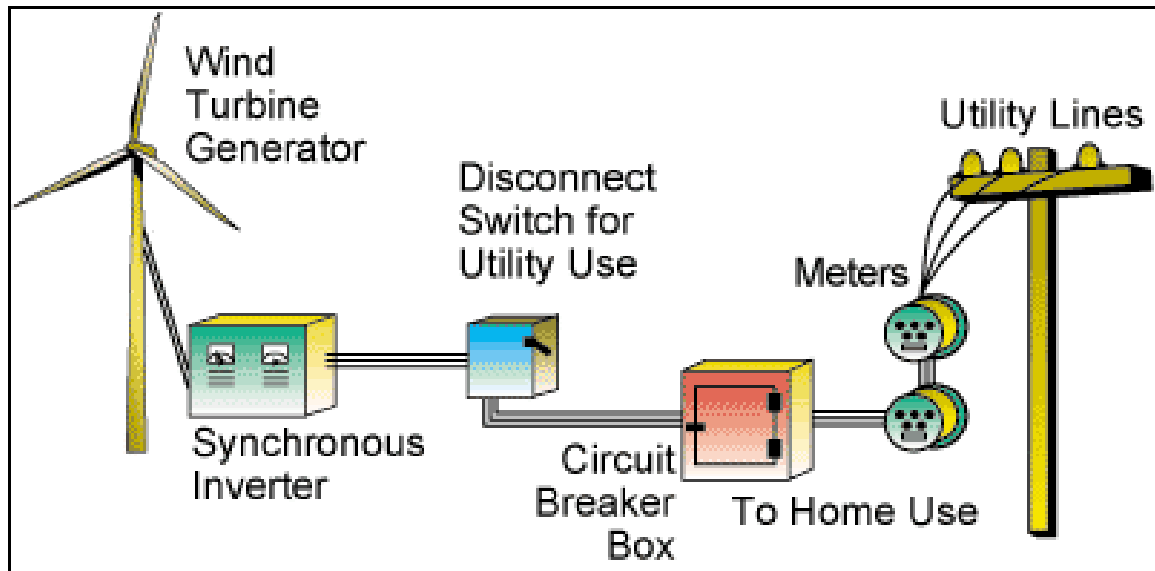 Wind
Turbine
Generator
Utility Lines
Disconnect
Switch for
Utility Use
Meters
Synchronous
Inverter
Circuit
Breaker
Box
To Home Use